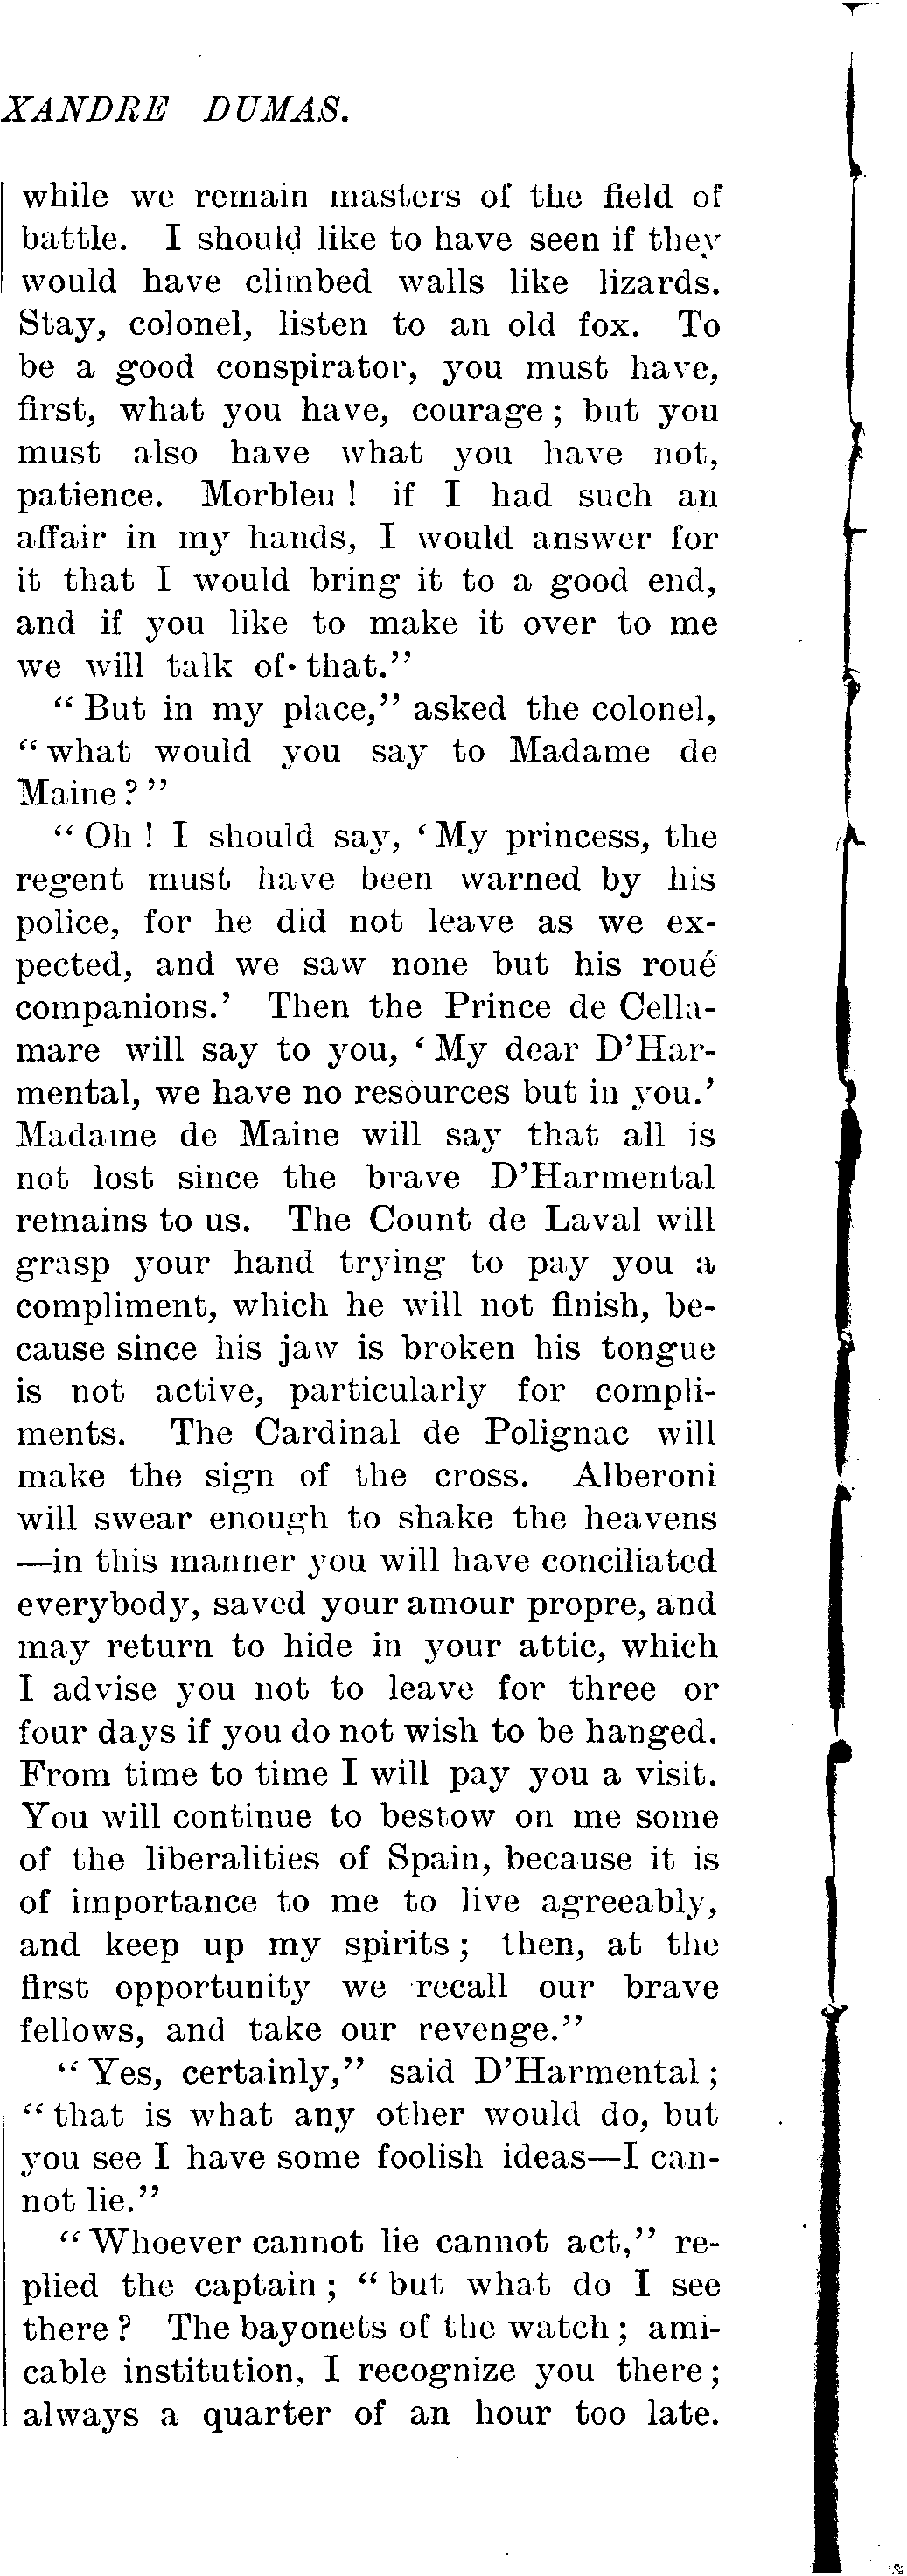 XANDRE DUMAS.
while we remain masters of the field of
battle. I should like to have seen if they
would have climbed walls like lizards.
Stay, colonel, listen to an old fox. To
be a good conspirator, you must have,
first, what you have, courage; but you
must also have what you have not,
patience. Morbleu! if I had such an
affair in my hands, I would answer for
it that I would bring it to a good end,
and if you like to make it over to me
we will talk of that."
"But in my place," asked the colonel,
"what would you say to Madame de
Maine?"
"Oh! I should say, 'My princess, the
regent must have been warned by his
police, for he did not leave as we ex-
pected, and we saw none but his roué
companions.' Then the Prince de Cella-
mare will say to you, 'My dear D'Har-
mental, we have no resources but in you.'
Madame de Maine will say that all is
not lost since the brave D'Harmental
remains to us. The Count de Laval will
grasp your hand trying to pay you a
compliment, which he will not finish, be-
cause since his jaw is broken his tongue
is not active, particularly for compli-
ments. The Cardinal de Polignac will
make the sign of the cross. Alberoni
will swear enough to shake the heavens
—in this manner you will have conciliated
everybody, saved your amour propre, and
may return to hide in your attic, which
I advise you not to leave for three or
four days if you do not wish to be hanged.
From time to time I will pay you a visit.
You will continue to bestow on me some
of the liberalities of Spain, because it is
of importance to me to live agreeably,
and keep up my spirits; then, at the
first opportunity we recall our brave
fellows, and take our revenge."
"Yes, certainly," said D'Harmental;
"that is what any other would do, but
you see I have some foolish ideas—I can-
not lie."
"Whoever cannot lie cannot act," re-
plied the captain; "but what do I see
there? The bayonets of the watch; ami-
cable institution, I recognize you there;
always a quarter of an hour too late.